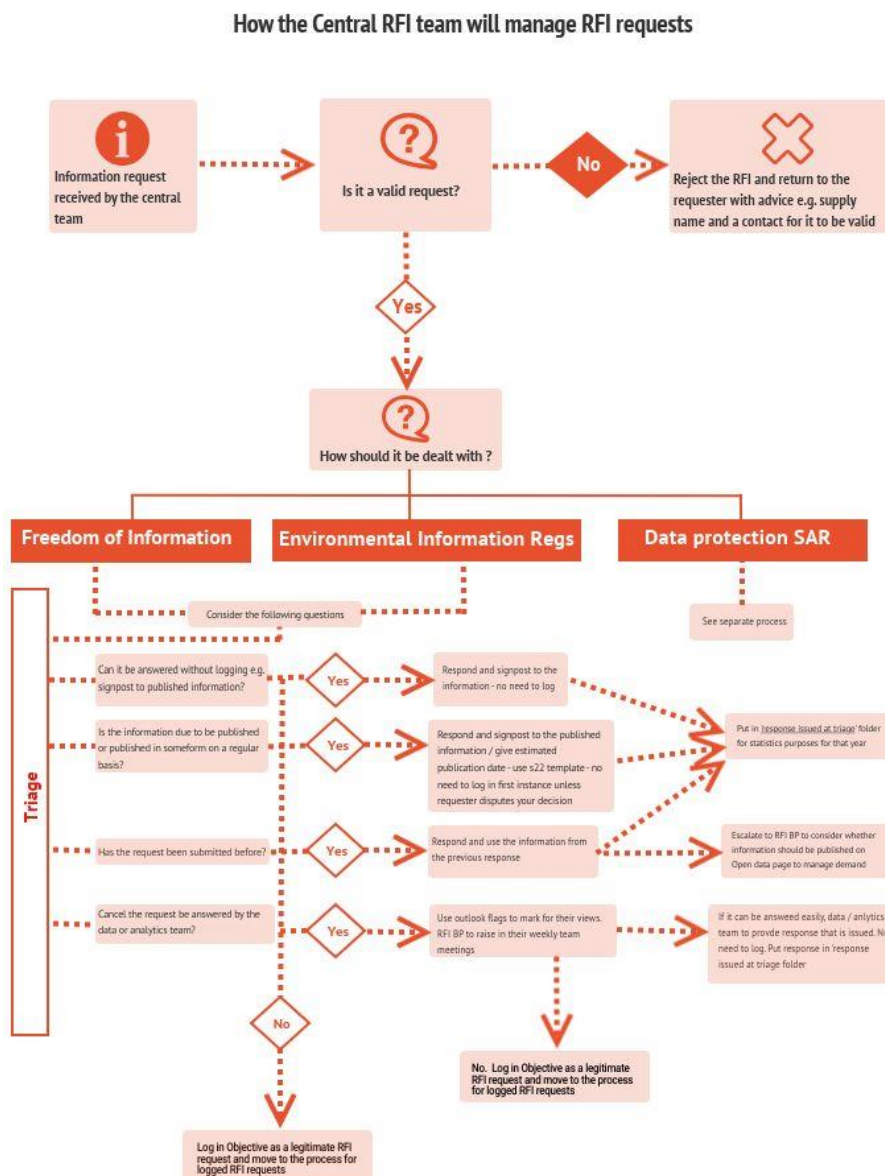 How the Central RFI team will manage RFI requests
Information request
received by the central
team
Is it a valid request?
No
Reject the RFI and return to the
requester with advice e.g. supply
name and a contact for it to be valid
Yes
How should it be dealt with ?
Freedom of Information
Environmental Information Regs
Data protection SAR
Consider the following questions
See separate process
Triage
Can it be answered without logging e.g.
signpost to published information?
Yes
Respond and signpost to the
information - no need to log
Put in 'response issued at triage' folder
for statistics purposes for that year
Is the information due to be published
or published in someform on a regular
basis?
Yes
Respond and signpost to the published
information / give estimated
publication date - use s22 template - no
need to log in first instance unless
requester disputes your decision
Has the request been submitted before?
Yes
Respond and use the information from
the previous response
Escalate to RFI BP to consider whether
information should be published on
Open data page to manage demand
Cancel the request be answered by the
data or analytics team?
Yes
Use outlook flags to mark for their views.
RFI BP to raise in their weekly team
meetings
If it can be answeed easily, data / anlytics
team to provde response that is issued. No
need to log. Put response in 'response
issued at triage folder
No
No. Log in Objective as a legitimate
RFI request and move to the process
for logged RFI requests
Log in Objective as a legitimate RFI
request and move to the process for
logged RFI requests